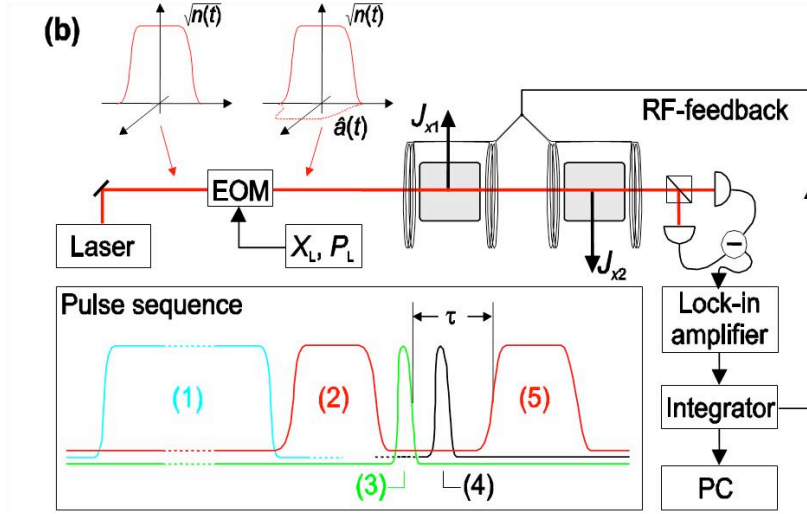 (b)
√n(t)
√n(t)
â(t)
J_x1
RF-feedback
EOM
Laser
X_L, P_L
J_x2
−
Lock-in
amplifier
Integrator
PC
Pulse sequence
τ
(1)
(2)
(5)
(3)
(4)